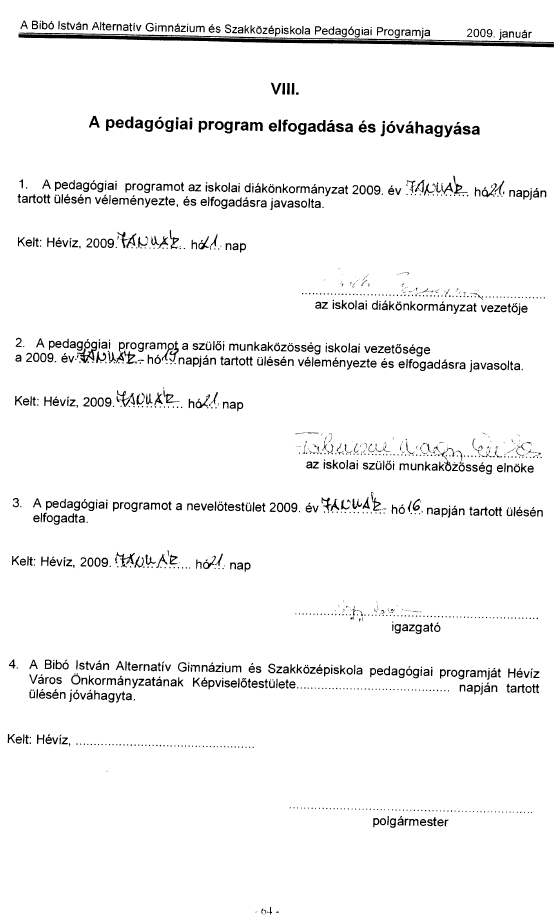 A Bibó István Alternatív Gimnázium és Szakközépiskola Pedagógiai Programja 2009. január
VIII.
A pedagógiai program elfogadása és jóváhagyása
1. A pedagógiai programot az iskolai diákönkormányzat 2009. év JANUÁR hó 21. napján
tartott ülésén véleményezte, és elfogadásra javasolta.
Kelt: Hévíz, 2009. JANUÁR hó 21. nap
az iskolai diákönkormányzat vezetője
2. A pedagógiai programot a szülői munkaközösség iskolai vezetősége
a 2009. év JANUÁR hó 19 napján tartott ülésén véleményezte és elfogadásra javasolta.
Kelt: Hévíz, 2009. JANUÁR hó 21. nap
az iskolai szülői munkaközösség elnöke
3. A pedagógiai programot a nevelőtestület 2009. év JANUÁR hó 16. napján tartott ülésén
elfogadta.
Kelt: Hévíz, 2009. JANUÁR hó 21. nap
igazgató
4. A Bibó István Alternatív Gimnázium és Szakközépiskola pedagógiai programját Hévíz
Város Önkormányzatának Képviselőtestülete.............................................. napján tartott
ülésén jóváhagyta.
Kelt: Hévíz, ......................................................
polgármester
- 64 -